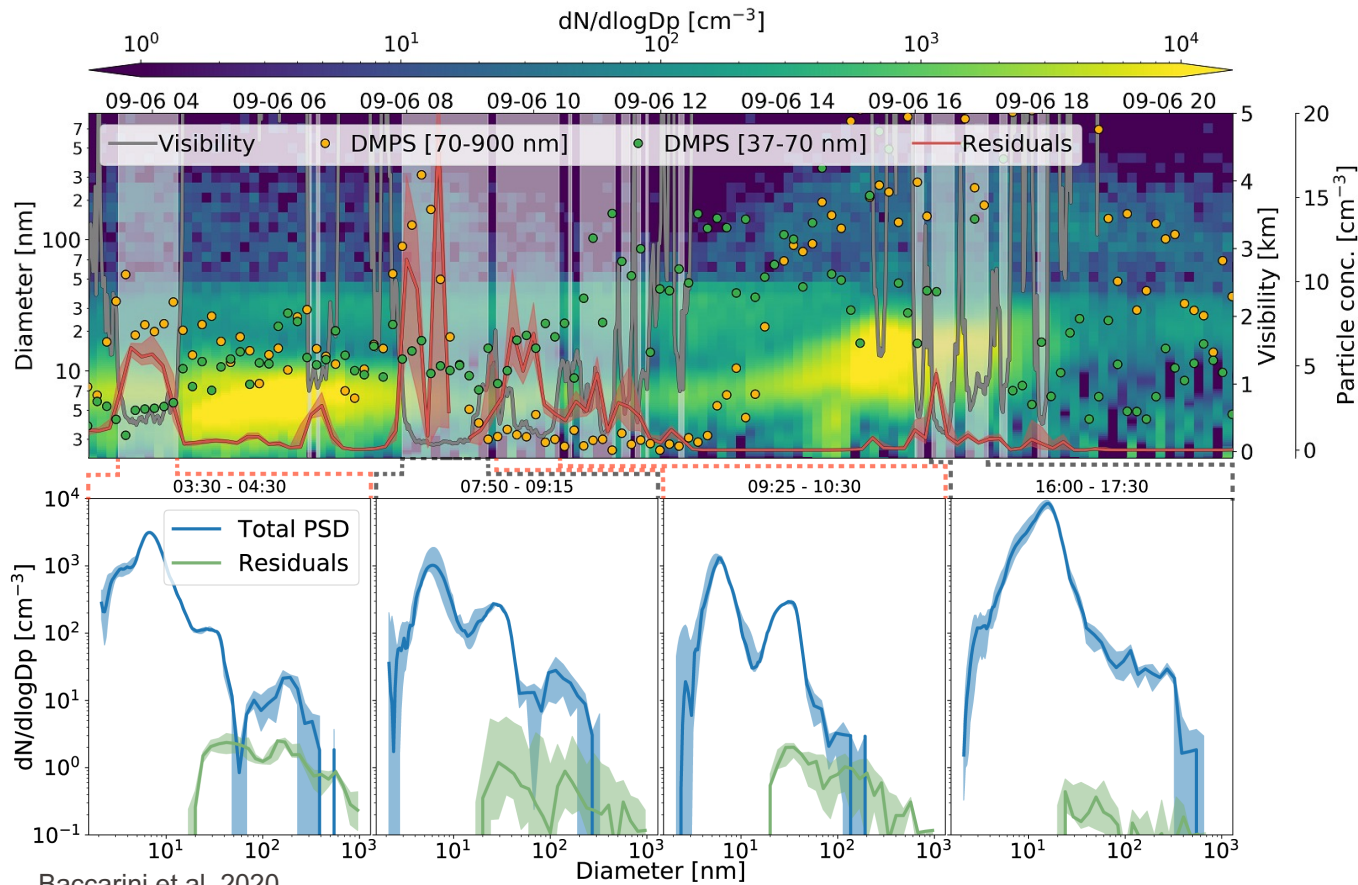 dN/dlogDp [cm⁻³]
10⁰ 10¹ 10² 10³ 10⁴
09-06 04 09-06 06 09-06 08 09-06 10 09-06 12 09-06 14 09-06 16 09-06 18 09-06 20
Visibility DMPS [70-900 nm] DMPS [37-70 nm] Residuals
Diameter [nm]
7
5
3
2
100
7
5
3
2
10
7
5
3
5
4
3
2
1
0
Visibility [km]
20
15
10
5
0
Particle conc. [cm⁻³]
03:30 - 04:30 07:50 - 09:15 09:25 - 10:30 16:00 - 17:30
Total PSD
Residuals
dN/dlogDp [cm⁻³]
10⁴
10³
10²
10¹
10⁰
10⁻¹
10¹ 10² 10³ 10¹ 10² 10³ 10¹ 10² 10³ 10¹ 10² 10³
Diameter [nm]
Baccarini et al. 2020